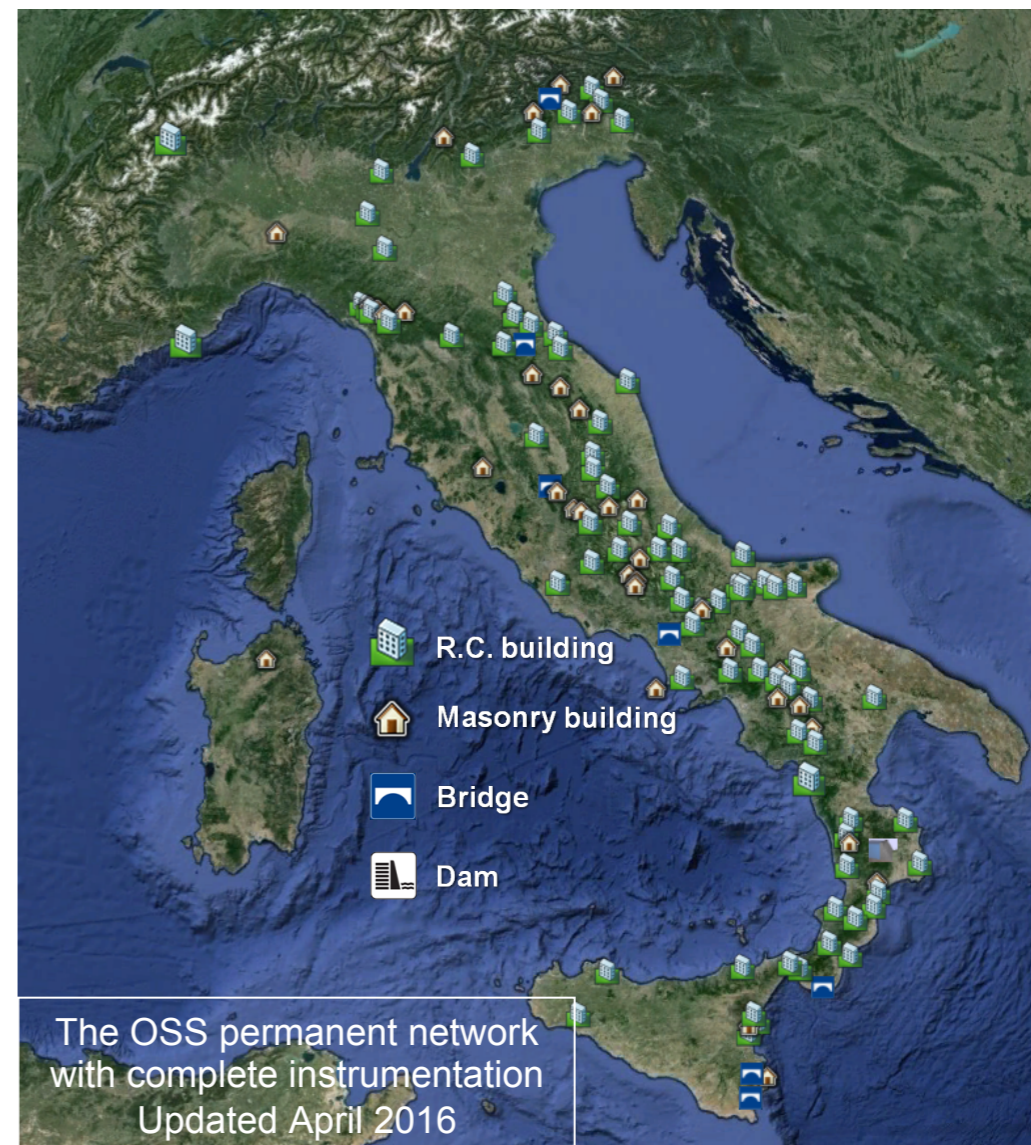 R.C. building
Masonry building
Bridge
Dam
The OSS permanent network
with complete instrumentation
Updated April 2016